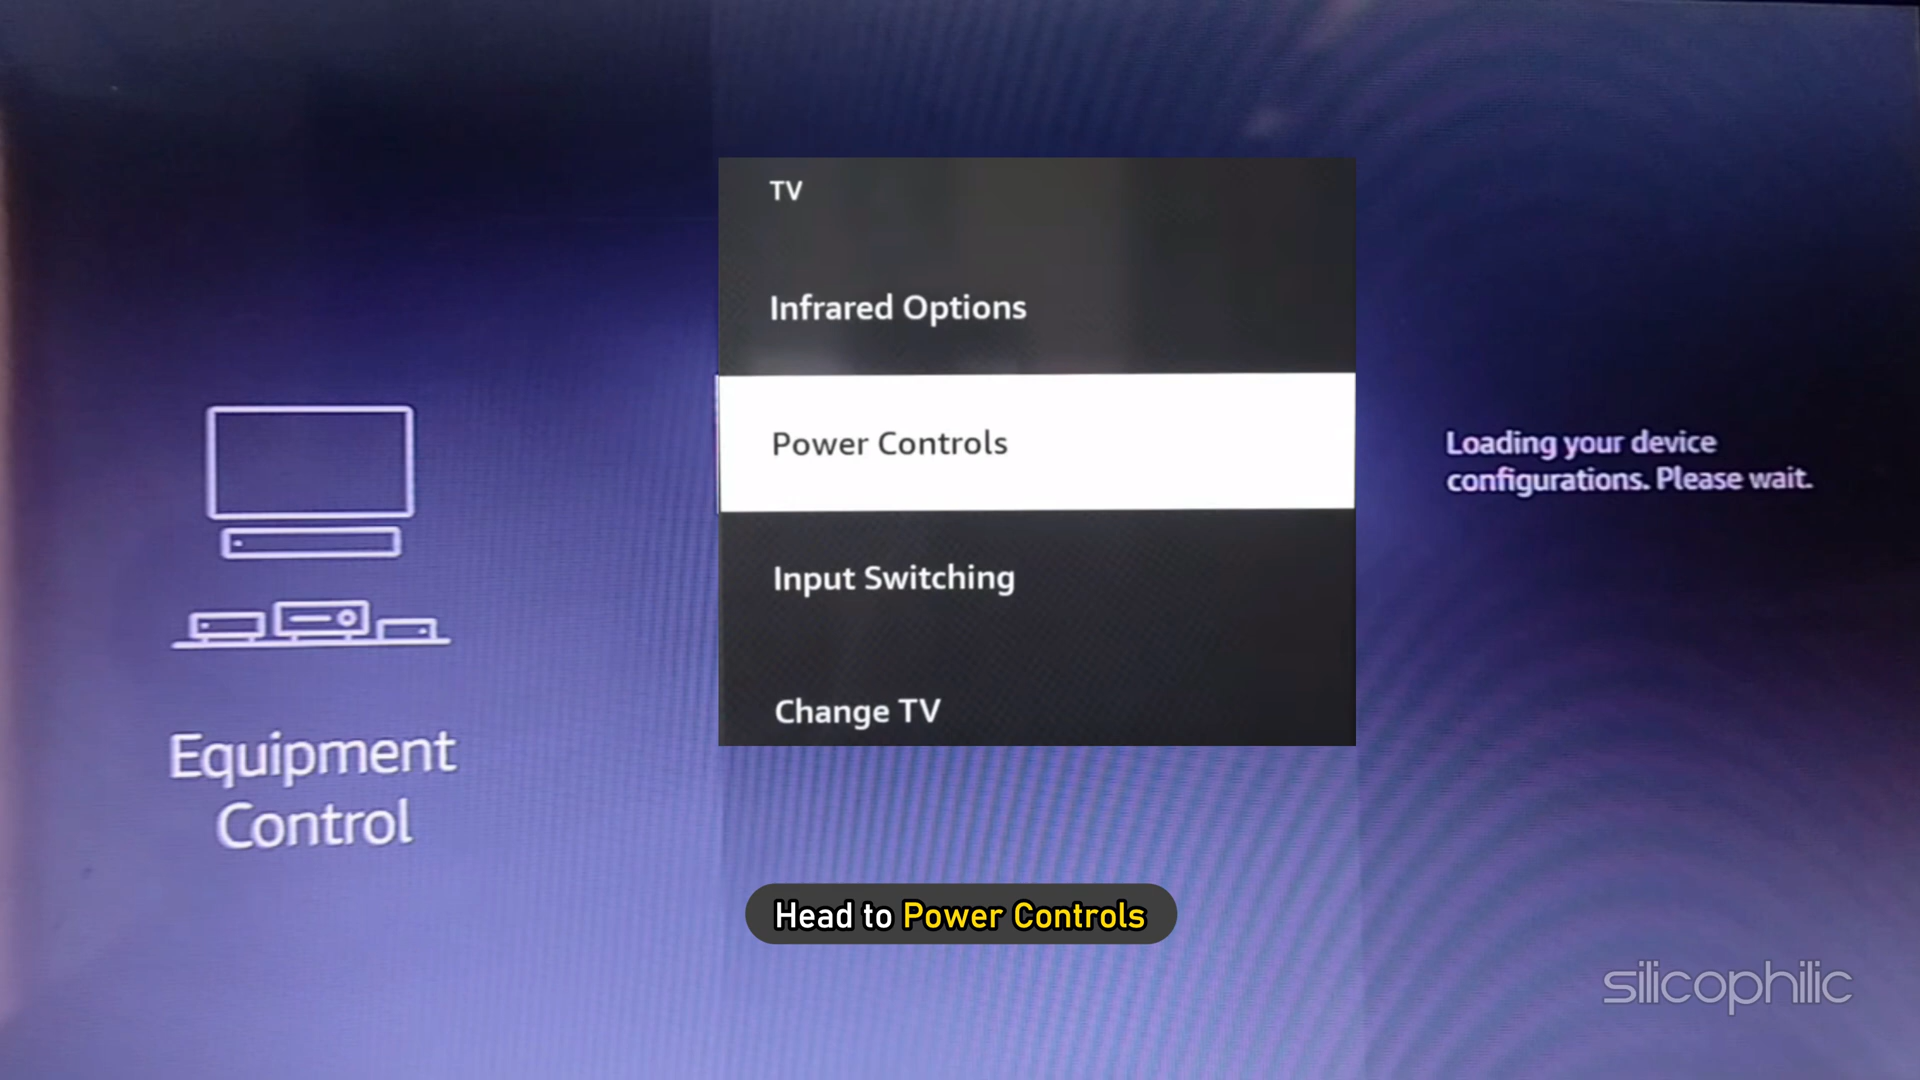 TV
Infrared Options
Power Controls
Input Switching
Change TV
Loading your device
configurations. Please wait.
Equipment
Control
Head to Power Controls
silicophilic